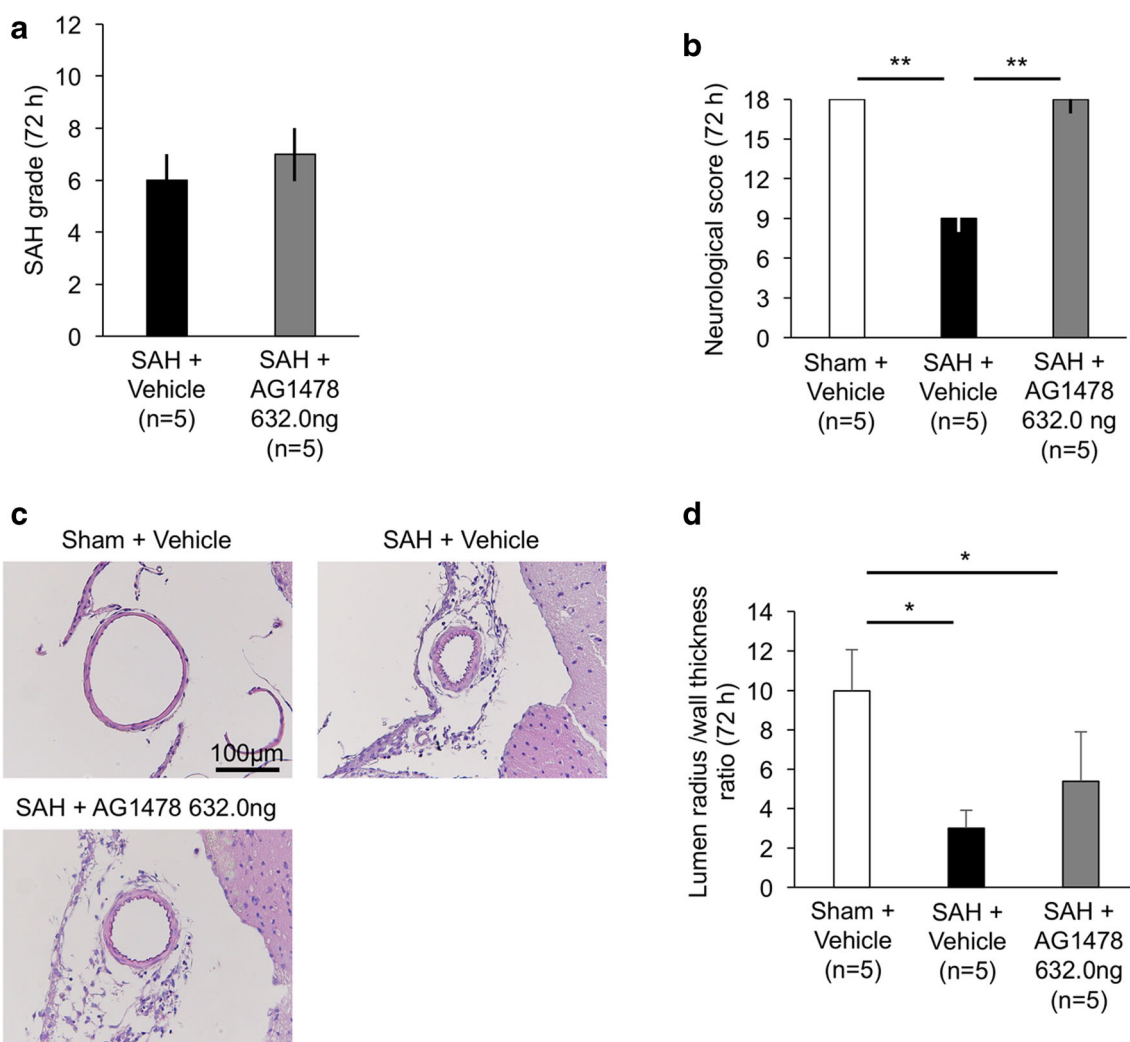 a
SAH grade (72 h)
12
10
8
6
4
2
0
SAH +
Vehicle
(n=5)
SAH +
AG1478
632.0ng
(n=5)
b
**
**
Neurological score (72 h)
18
15
12
9
6
3
0
Sham +
Vehicle
(n=5)
SAH +
Vehicle
(n=5)
SAH +
AG1478
632.0 ng
(n=5)
c
Sham + Vehicle
SAH + Vehicle
100μm
SAH + AG1478 632.0ng
d
*
*
Lumen radius /wall thickness
ratio (72 h)
14
12
10
8
6
4
2
0
Sham +
Vehicle
(n=5)
SAH +
Vehicle
(n=5)
SAH +
AG1478
632.0ng
(n=5)